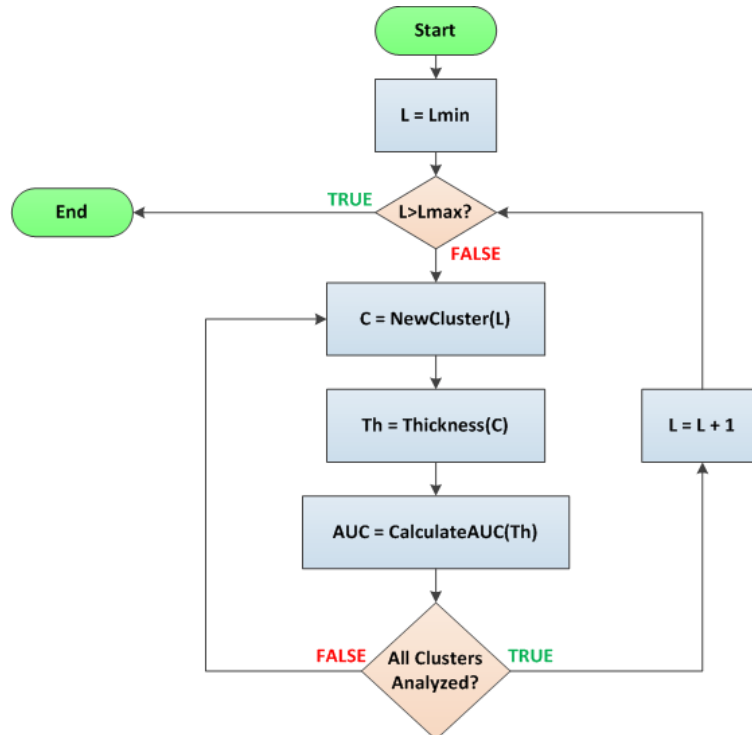 Start
L = Lmin
L>Lmax?
TRUE
End
FALSE
C = NewCluster(L)
Th = Thickness(C)
L = L + 1
AUC = CalculateAUC(Th)
FALSE
All Clusters
Analyzed?
TRUE